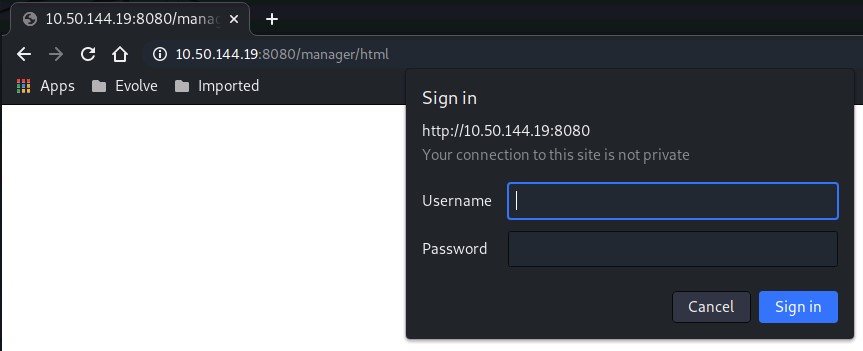 10.50.144.19:8080/manag
10.50.144.19:8080/manager/html
Apps Evolve Imported
Sign in
http://10.50.144.19:8080
Your connection to this site is not private
Username
Password
Cancel Sign in